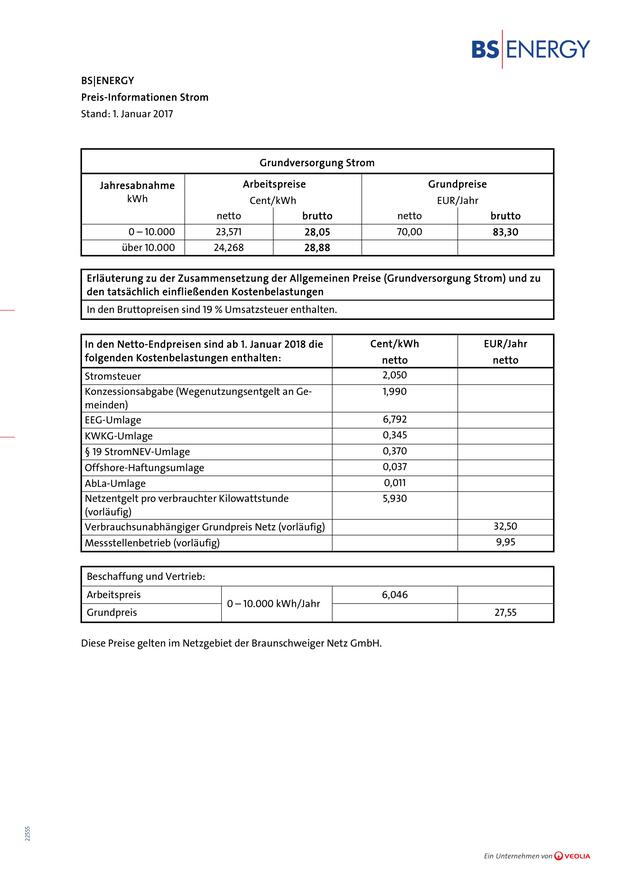 BS|ENERGY
BS|ENERGY
Preis-Informationen Strom
Stand: 1. Januar 2017
Grundversorgung Strom
Jahresabnahme Arbeitspreise Grundpreise
kWh Cent/kWh EUR/Jahr
netto brutto netto brutto
0 – 10.000 23,571 28,05 70,00 83,30
über 10.000 24,268 28,88
Erläuterung zu der Zusammensetzung der Allgemeinen Preise (Grundversorgung Strom) und zu
den tatsächlich einfließenden Kostenbelastungen
In den Bruttopreisen sind 19 % Umsatzsteuer enthalten.
In den Netto-Endpreisen sind ab 1. Januar 2018 die Cent/kWh EUR/Jahr
folgenden Kostenbelastungen enthalten: netto netto
Stromsteuer 2,050
Konzessionsabgabe (Wegenutzungsentgelt an Ge- 1,990
meinden)
EEG-Umlage 6,792
KWKG-Umlage 0,345
§ 19 StromNEV-Umlage 0,370
Offshore-Haftungsumlage 0,037
AbLa-Umlage 0,011
Netzentgelt pro verbrauchter Kilowattstunde 5,930
(vorläufig)
Verbrauchsunabhängiger Grundpreis Netz (vorläufig) 32,50
Messstellenbetrieb (vorläufig) 9,95
Beschaffung und Vertrieb:
Arbeitspreis 0 – 10.000 kWh/Jahr 6,046
Grundpreis 27,55
Diese Preise gelten im Netzgebiet der Braunschweiger Netz GmbH.
22555
Ein Unternehmen von VEOLIA